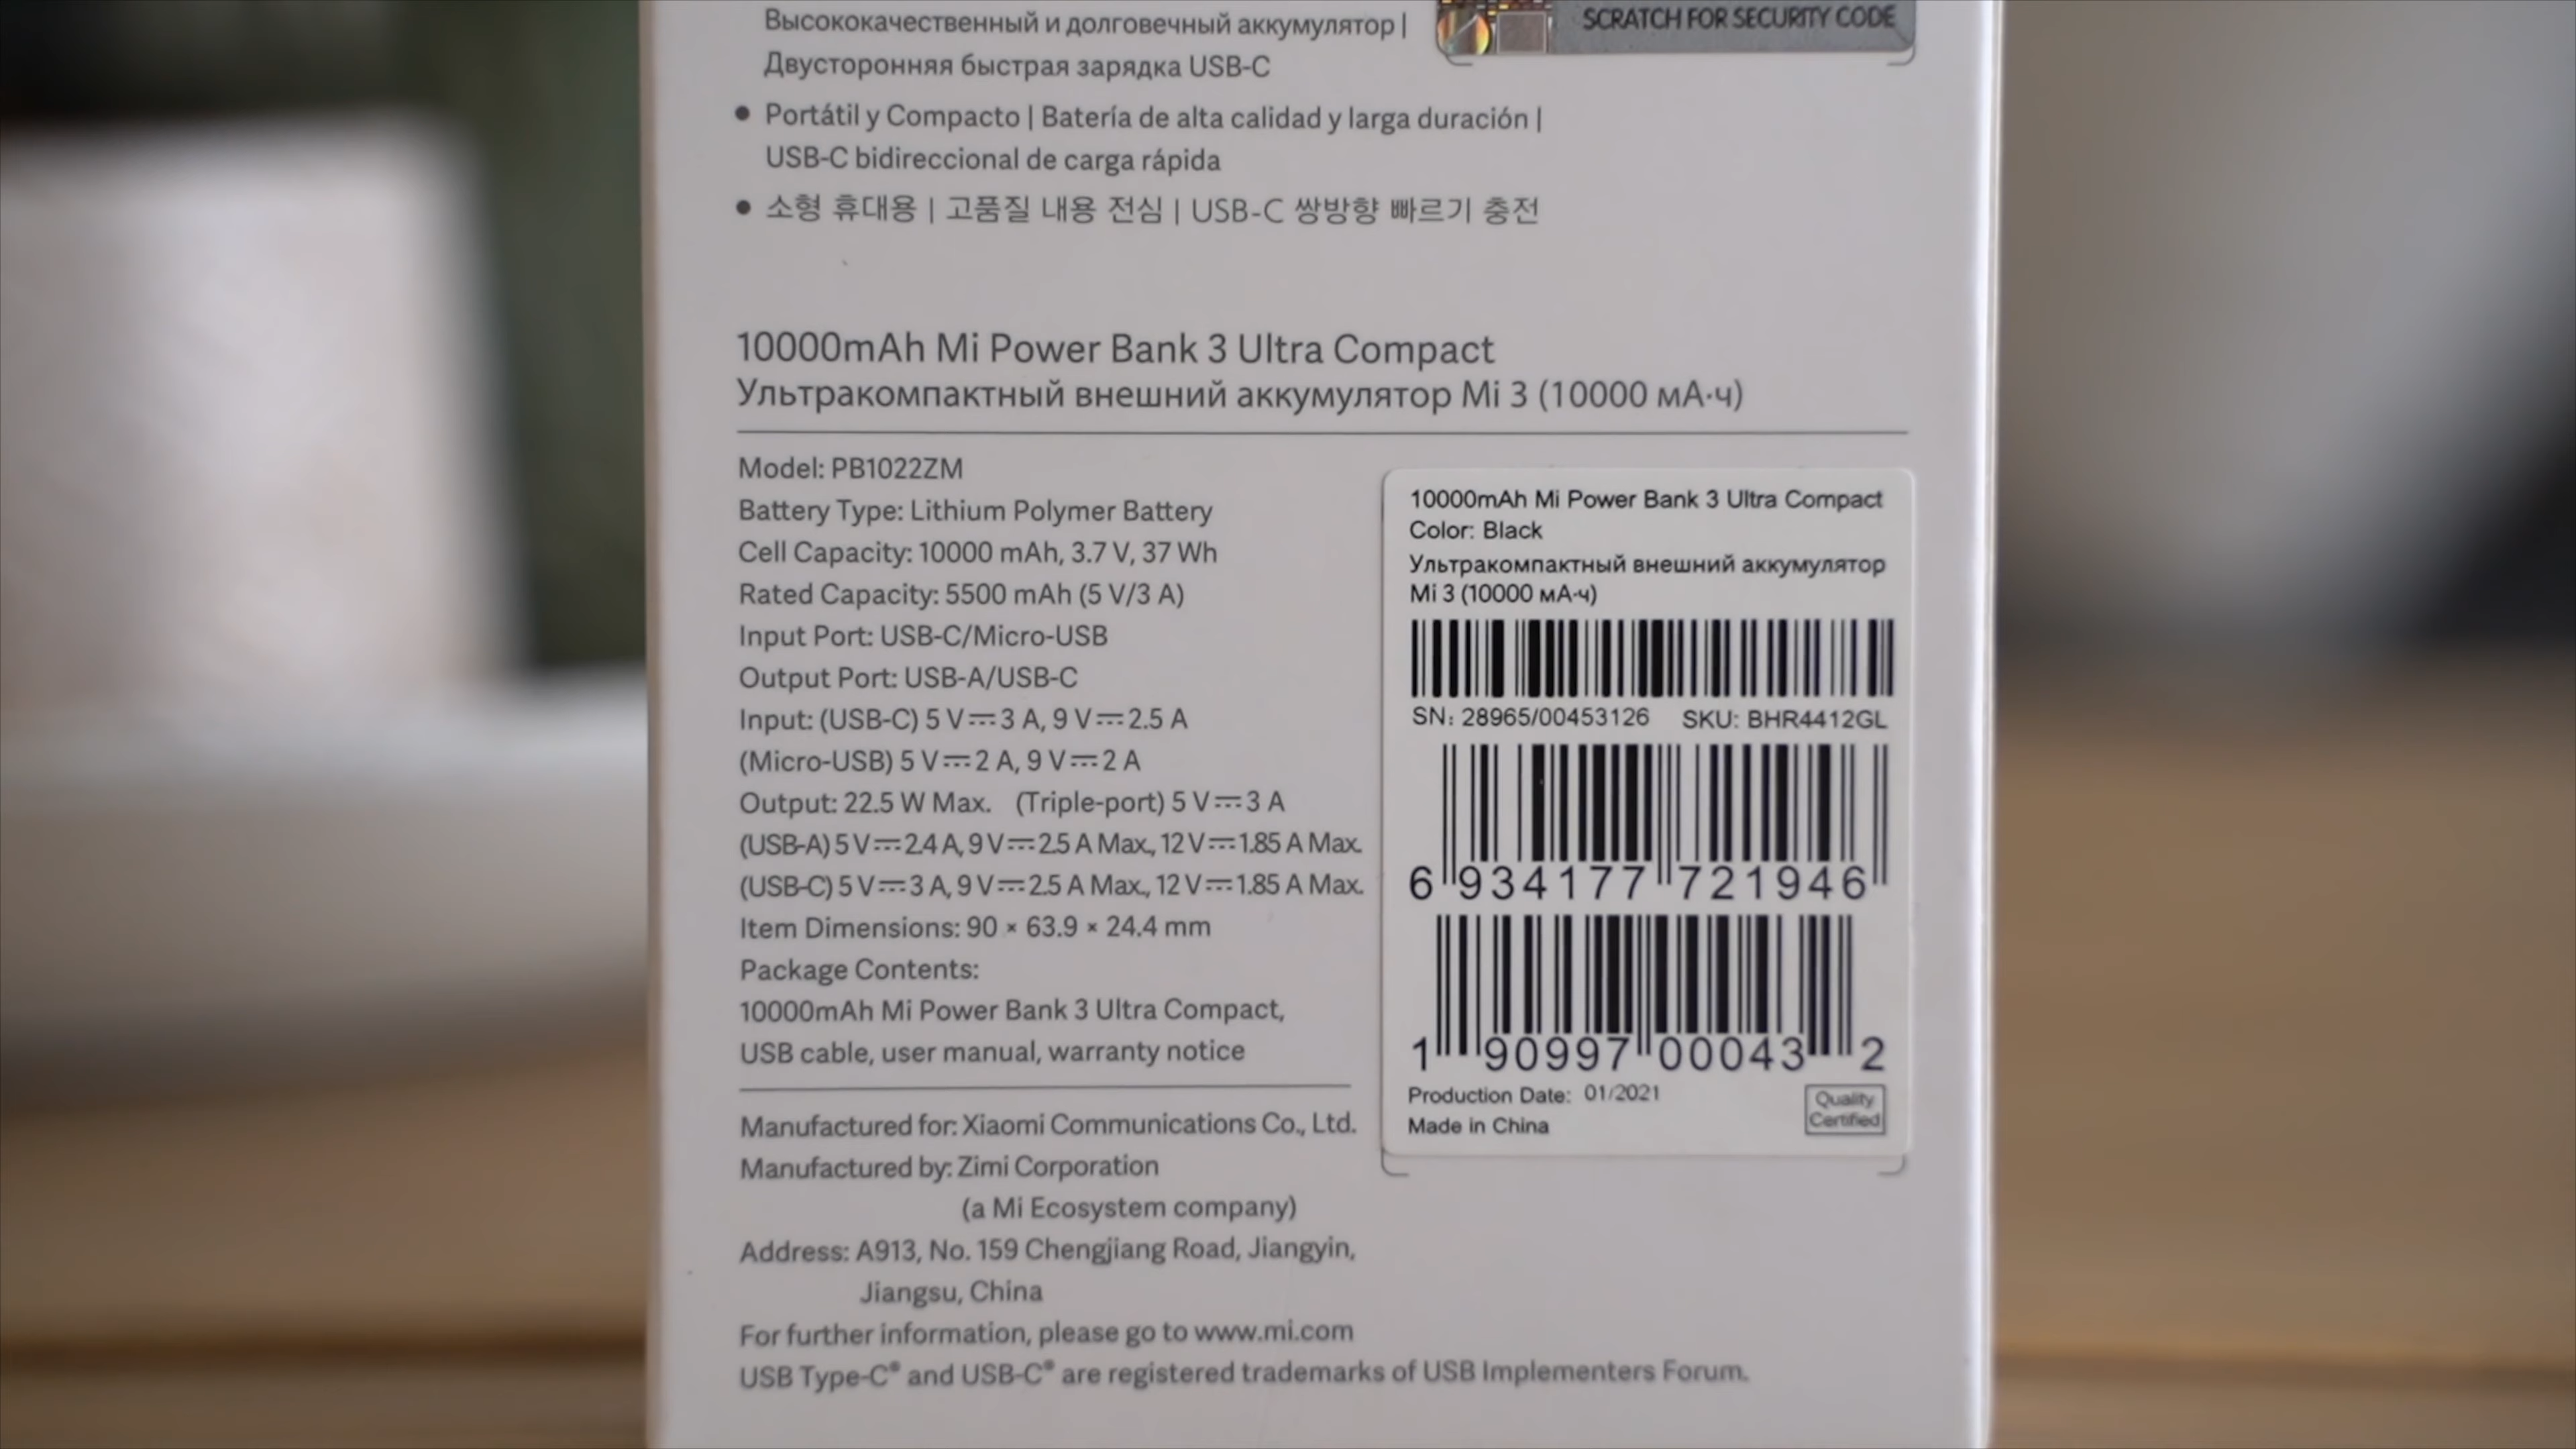 Высококачественный и долговечный аккумулятор |
Двусторонняя быстрая зарядка USB-C
SCRATCH FOR SECURITY CODE
• Portátil y Compacto | Batería de alta calidad y larga duración |
USB-C bidireccional de carga rápida
• 소형 휴대용 | 고품질 내용 전심 | USB-C 쌍방향 빠르기 충전
10000mAh Mi Power Bank 3 Ultra Compact
Ультракомпактный внешний аккумулятор Mi 3 (10000 мА·ч)
Model: PB1022ZM
Battery Type: Lithium Polymer Battery
Cell Capacity: 10000 mAh, 3.7 V, 37 Wh
Rated Capacity: 5500 mAh (5 V/3 A)
Input Port: USB-C/Micro-USB
Output Port: USB-A/USB-C
Input: (USB-C) 5 V⎓3 A, 9 V⎓2.5 A
(Micro-USB) 5 V⎓2 A, 9 V⎓2 A
Output: 22.5 W Max. (Triple-port) 5 V⎓3 A
(USB-A) 5 V⎓2.4 A, 9 V⎓2.5 A Max., 12 V⎓1.85 A Max.
(USB-C) 5 V⎓3 A, 9 V⎓2.5 A Max., 12 V⎓1.85 A Max.
Item Dimensions: 90 × 63.9 × 24.4 mm
Package Contents:
10000mAh Mi Power Bank 3 Ultra Compact,
USB cable, user manual, warranty notice
Manufactured for: Xiaomi Communications Co., Ltd.
Manufactured by: Zimi Corporation
(a Mi Ecosystem company)
Address: A913, No. 159 Chengjiang Road, Jiangyin,
Jiangsu, China
For further information, please go to www.mi.com
USB Type-C® and USB-C® are registered trademarks of USB Implementers Forum.
10000mAh Mi Power Bank 3 Ultra Compact
Color: Black
Ультракомпактный внешний аккумулятор
Mi 3 (10000 мА·ч)
SN: 28965/00453126 SKU: BHR4412GL
6 934177 721946
1 90997 00043 2
Production Date: 01/2021
Made in China
Quality
Certified